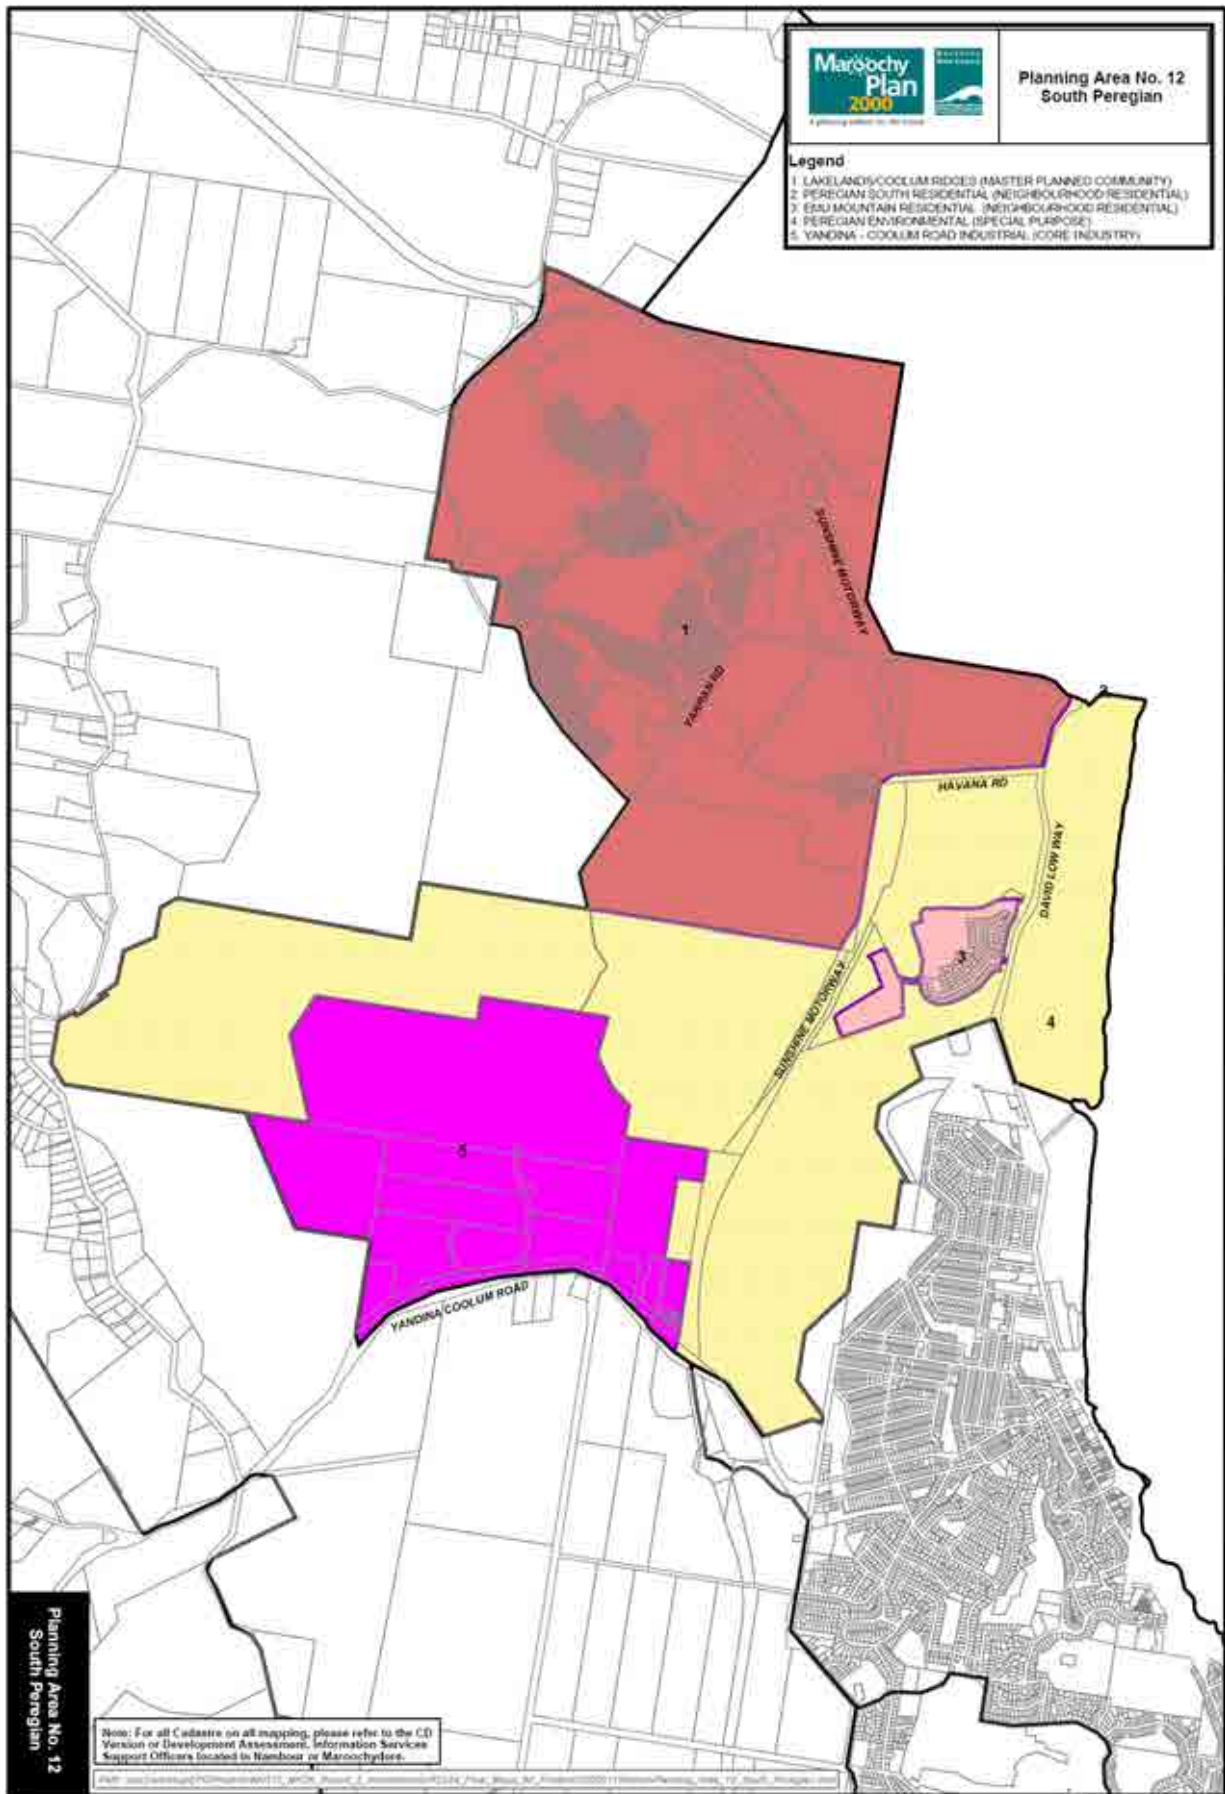 Maroochy
Plan
2000
Planning Area No. 12
South Peregian
Legend
1. LAKELANDS/COOLUM RIDGES (MASTER PLANNED COMMUNITY)
2. PEREGIAN SOUTH RESIDENTIAL (NEIGHBOURHOOD RESIDENTIAL)
3. EMU MOUNTAIN RESIDENTIAL (NEIGHBOURHOOD RESIDENTIAL)
4. PEREGIAN ENVIRONMENTAL (SPECIAL PURPOSE)
5. YANDINA - COOLUM ROAD INDUSTRIAL (CORE INDUSTRY)
SUNSHINE MOTORWAY
1
RD
2
HAVANA RD
DAVID LOW WAY
3
SUNSHINE MOTORWAY
4
5
YANDINA COOLUM ROAD
Planning Area No. 12
South Peregian
Note: For all Cadastre on all mapping, please refer to the CD
Version or Development Assessment, Information Services
Support Officers located in Nambour or Maroochydore.